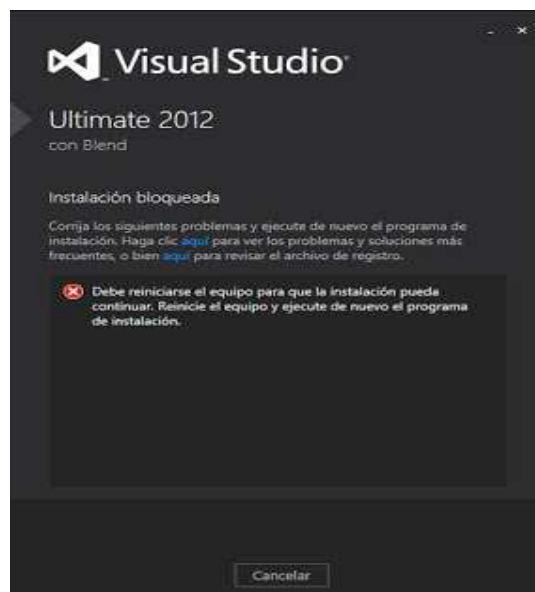 Visual Studio
Ultimate 2012
con Blend
Instalación bloqueada
Corrija los siguientes problemas y ejecute de nuevo el programa de
instalación. Haga clic aquí para ver los problemas y soluciones más
frecuentes, o bien aquí para revisar el archivo de registro.
Debe reiniciarse el equipo para que la instalación pueda
continuar. Reinicie el equipo y ejecute de nuevo el programa
de instalación.
Cancelar